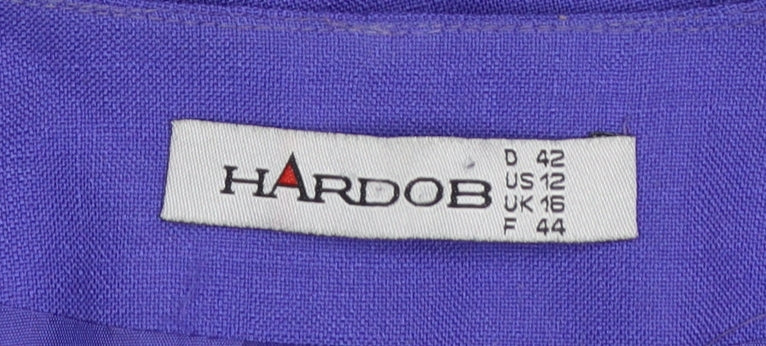 HARDOB
D 42
US 12
UK 16
F 44